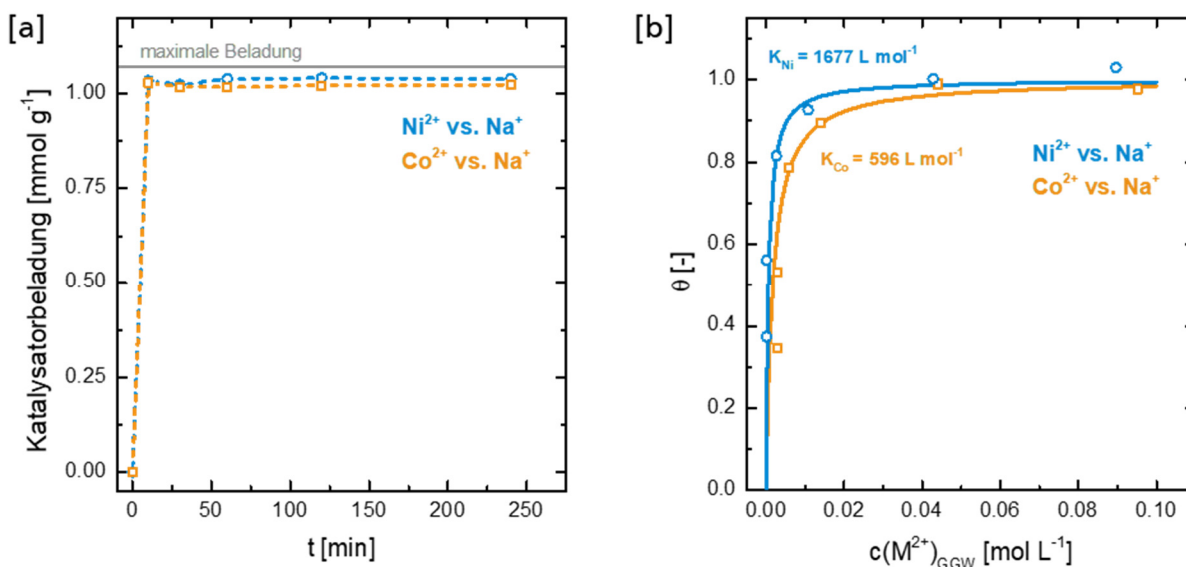 [a]
maximale Beladung
Ni²⁺ vs. Na⁺
Co²⁺ vs. Na⁺
Katalysatorbeladung [mmol g⁻¹]
1.00
0.75
0.50
0.25
0.00
0 50 100 150 200 250
t [min]
[b]
K_Ni = 1677 L mol⁻¹
K_Co = 596 L mol⁻¹
Ni²⁺ vs. Na⁺
Co²⁺ vs. Na⁺
θ [-]
1.0
0.8
0.6
0.4
0.2
0.0
0.00 0.02 0.04 0.06 0.08 0.10
c(M²⁺)_GGW [mol L⁻¹]